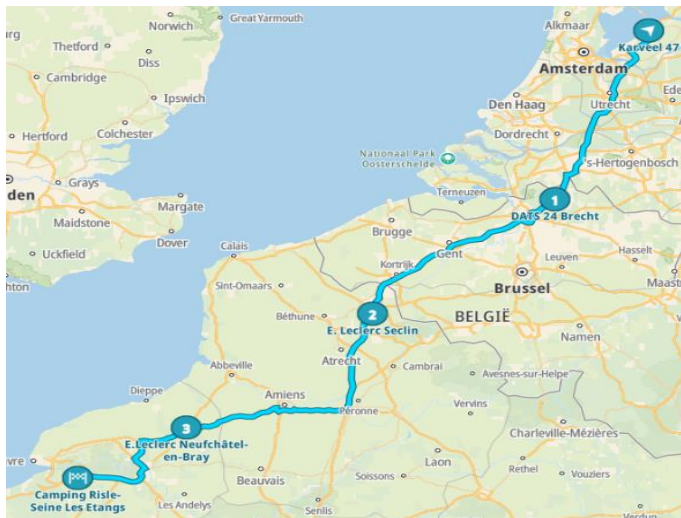 Norwich
Great Yarmouth
Thetford
Diss
Cambridge
Ipswich
Hertford
Colchester
den
Grays
Margate
Maidstone
Dover
Uckfield
Alkmaar
Karveel 47
Amsterdam
Ede
Den Haag
Utrecht
Dordrecht
Nationaal Park
Oosterschelde
's-Hertogenbosch
Terneuzen
1
DATS 24 Brecht
Calais
Brugge
Gent
Hasselt
Leuven
Maast
Kortrijk
Brussel
Sint-Omaars
Béthune
2
E. Leclerc Seclin
BELGIË
Namen
Atrecht
Cambrai
Avesnes-sur-Helpe
Abbeville
Dieppe
Amiens
Péronne
Vervins
Charleville-Mézières
3
E.Leclerc Neufchâtel-
en-Bray
Laon
Rethel
Vouziers
Beauvais
Soissons
Camping Risle-
Seine Les Etangs
Les Andelys
Senlis
Verdun